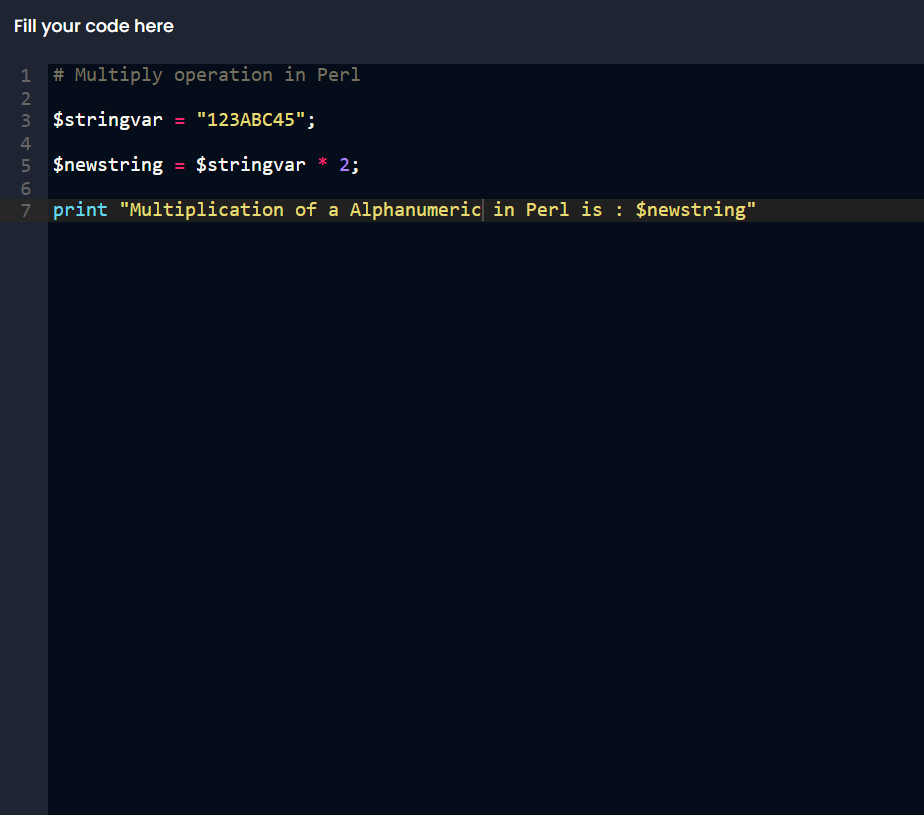 Fill your code here
1 # Multiply operation in Perl
2
3 $stringvar = "123ABC45";
4
5 $newstring = $stringvar * 2;
6
7 print "Multiplication of a Alphanumeric in Perl is : $newstring"